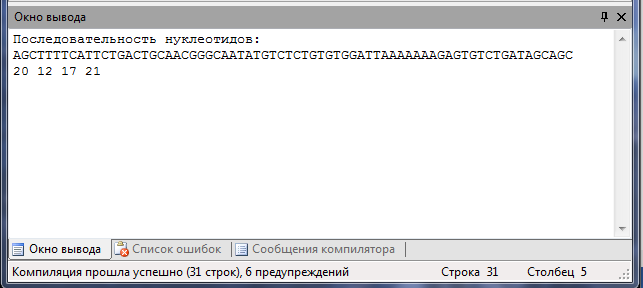 Окно вывода
Последовательность нуклеотидов:
AGCTTTTCATTCTGACTGCAACGGGCAATATGTCTCTGTGTGGATTAAAAAAAGAGTGTCTGATAGCAGC
20 12 17 21
Окно вывода Список ошибок Сообщения компилятора
Компиляция прошла успешно (31 строк), 6 предупреждений Строка 31 Столбец 5